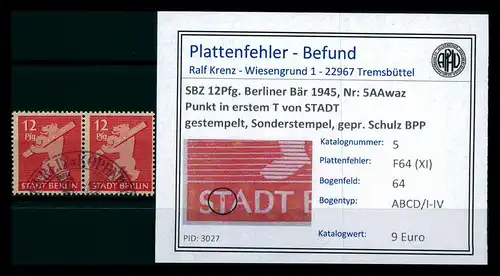 12
Pfg
12
Pfg
STADT BERLIN
STADT BERLIN
Plattenfehler - Befund
Ralf Krenz - Wiesengrund 1 - 22967 Tremsbüttel
SBZ 12Pfg. Berliner Bär 1945, Nr: 5AAwaz
Punkt in erstem T von STADT
gestempelt, Sonderstempel, gepr. Schulz BPP
Katalognummer: 5
Plattenfehler: F64 (XI)
Bogenfeld: 64
Bogentyp: ABCD/I-IV
Katalogwert: 9 Euro
STADT
PID: 3027